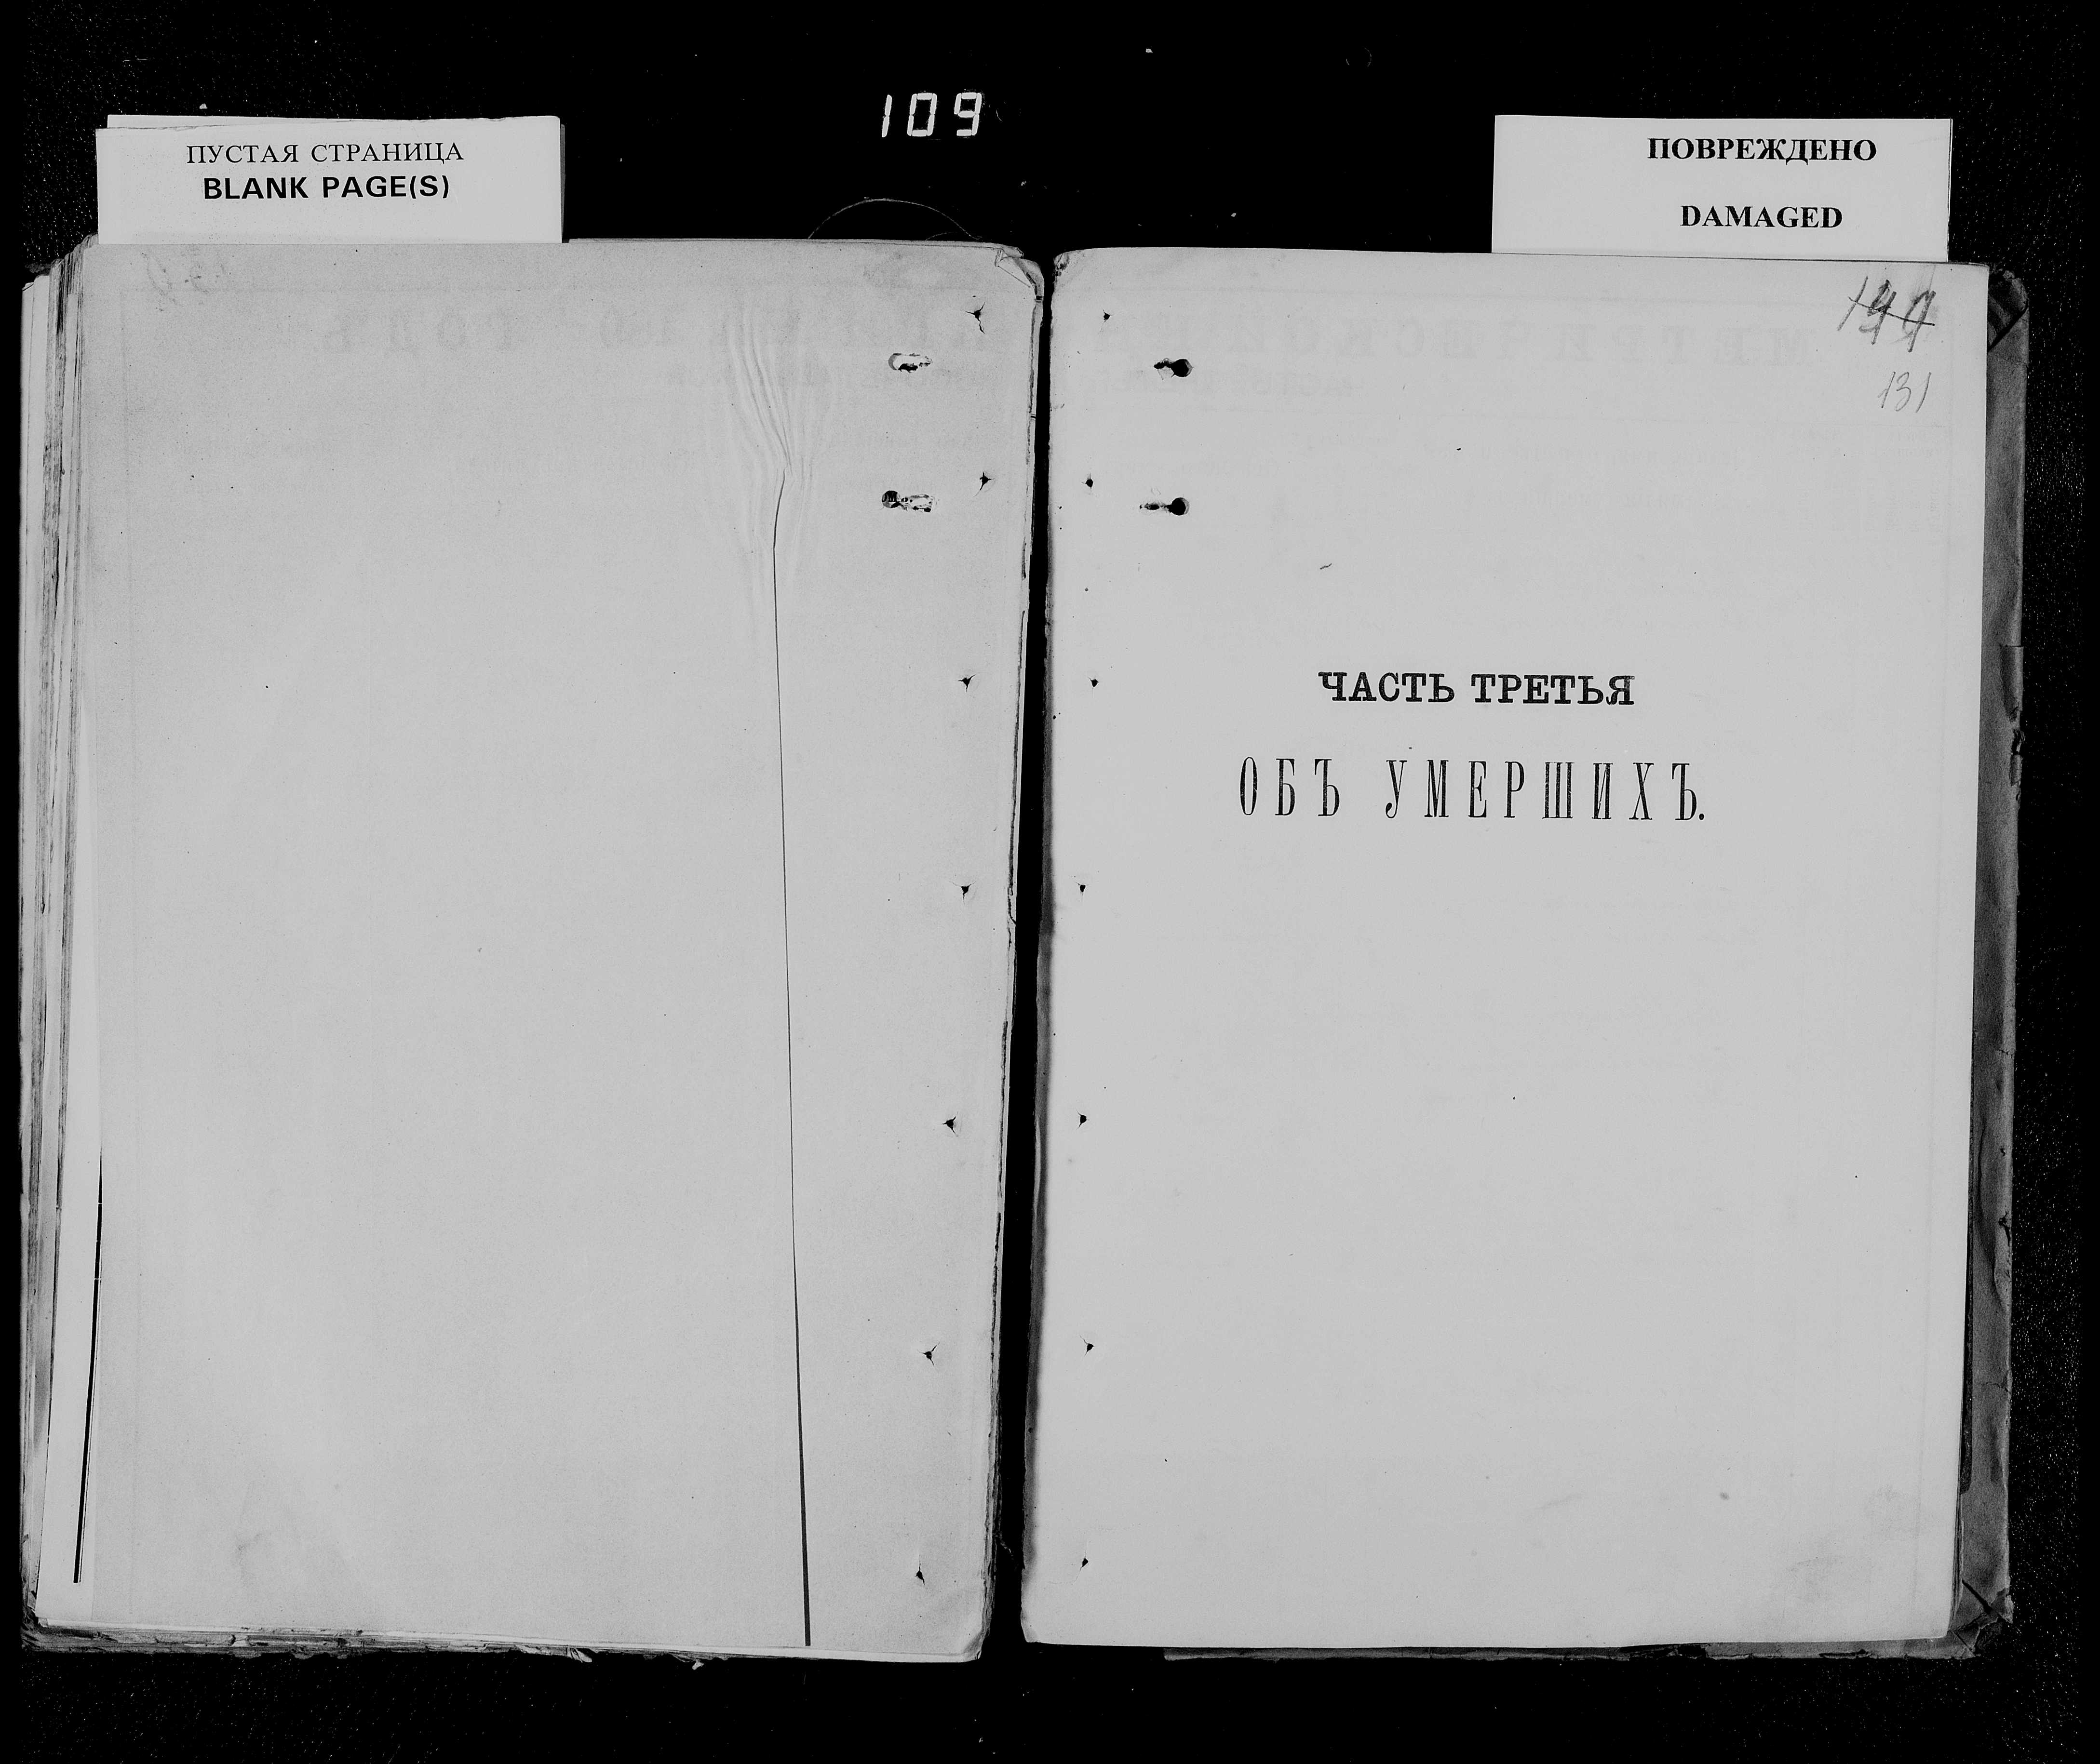 109
ПУСТАЯ СТРАНИЦА
BLANK PAGE(S)
ПОВРЕЖДЕНО
DAMAGED
131
ЧАСТЬ ТРЕТЬЯ
ОБЪ УМЕРШИХЪ.